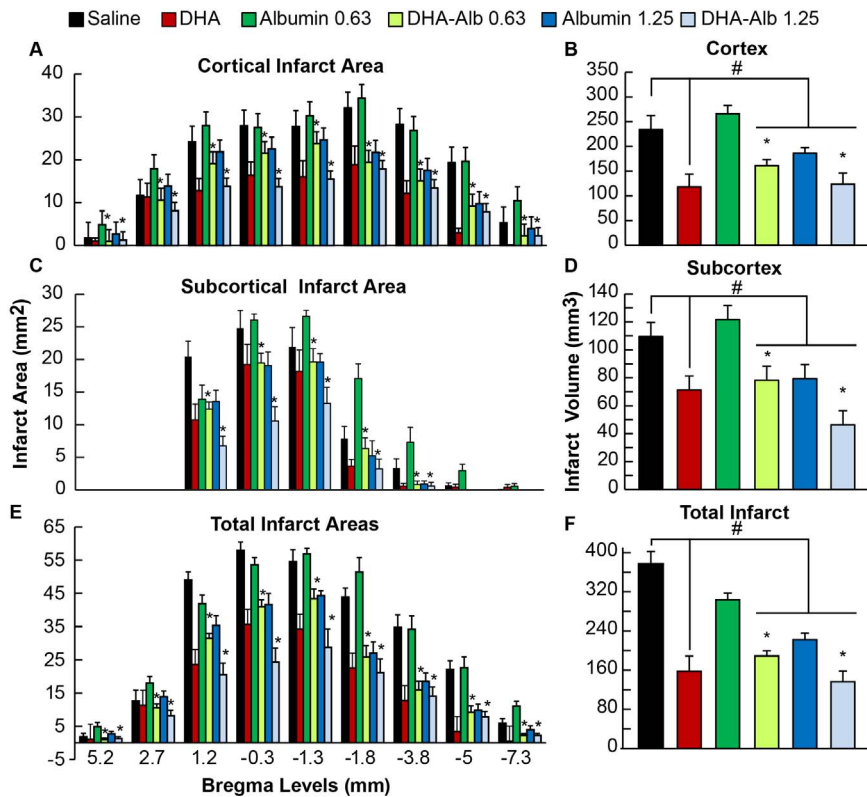 Saline DHA Albumin 0.63 DHA-Alb 0.63 Albumin 1.25 DHA-Alb 1.25
A
Cortical Infarct Area
40
30
20
10
0
* * * * * * * * * * * * * * * * * *
B
Cortex
350
300
250
200
150
100
50
0
#
* *
C
Subcortical Infarct Area
30
25
20
15
10
5
0
* * * * * * * * * *
Infarct Area (mm2)
D
Subcortex
140
120
100
80
60
40
20
0
#
* *
Infarct Volume (mm3)
E
Total Infarct Areas
65
55
45
35
25
15
5
-5
* * * * * * * * * * * * * * * * * *
5.2 2.7 1.2 -0.3 -1.3 -1.8 -3.8 -5 -7.3
Bregma Levels (mm)
F
Total Infarct
400
320
240
160
80
0
#
* *